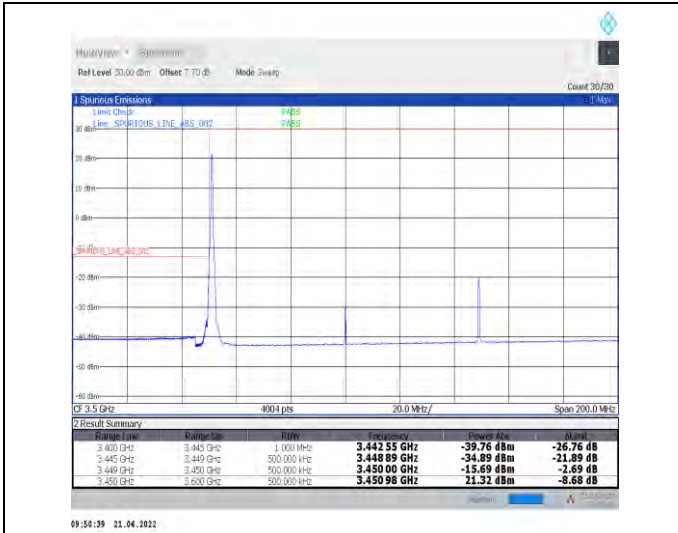 Ref Level 30.00 dBm Offset 7.70 dB Mode Sweep
Count 30/30
1 Spurious Emissions
Limit Check PASS
Line _SPURIOUS_LINE_ABS_002 PASS
30 dBm
20 dBm
10 dBm
0 dBm
-20 dBm
-30 dBm
-40 dBm
-50 dBm
-60 dBm
CF 3.5 GHz 4004 pts 20.0 MHz/ Span 200.0 MHz
2 Result Summary
Range Low Range Up RBW Frequency Power Abs ΔLimit
3.400 GHz 3.445 GHz 1.000 MHz 3.442 55 GHz -39.76 dBm -26.76 dB
3.445 GHz 3.449 GHz 500.000 kHz 3.448 89 GHz -34.89 dBm -21.89 dB
3.449 GHz 3.450 GHz 500.000 kHz 3.450 00 GHz -15.69 dBm -2.69 dB
3.450 GHz 3.600 GHz 500.000 kHz 3.450 98 GHz 21.32 dBm -8.68 dB
09:50:39 21.04.2022